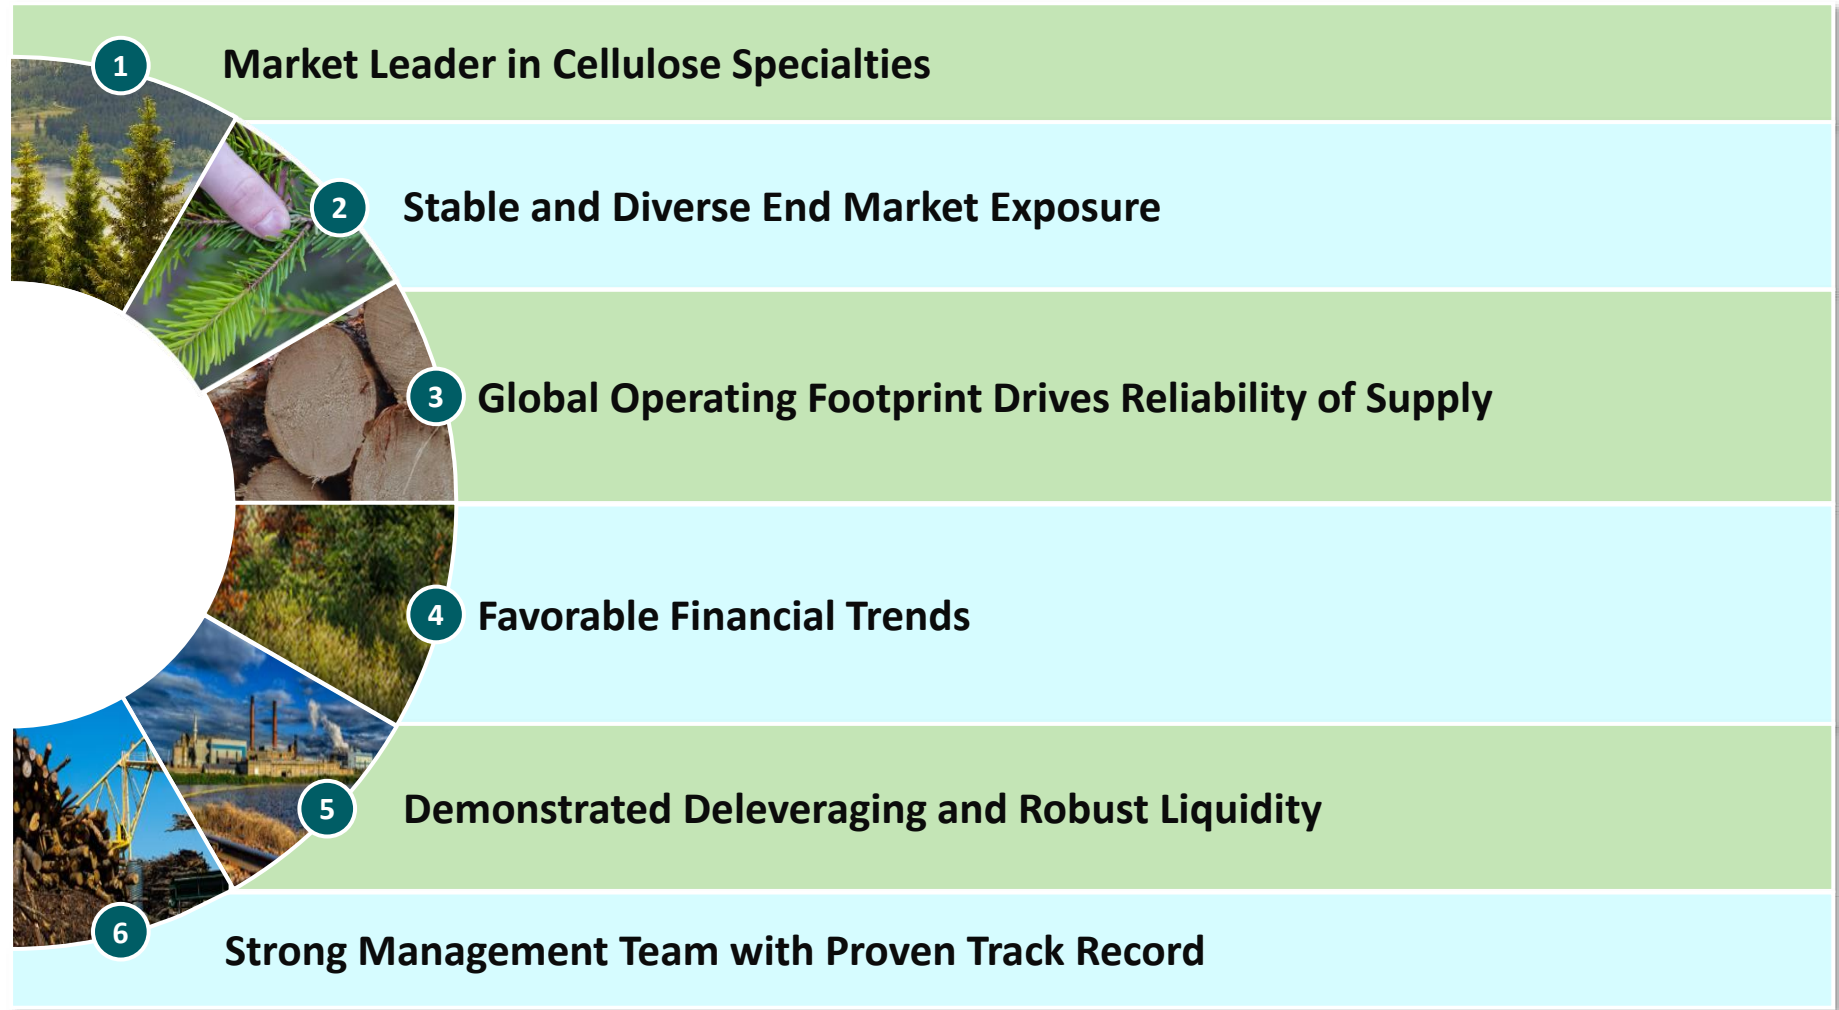 1 Market Leader in Cellulose Specialties
2 Stable and Diverse End Market Exposure
3 Global Operating Footprint Drives Reliability of Supply
4 Favorable Financial Trends
5 Demonstrated Deleveraging and Robust Liquidity
6 Strong Management Team with Proven Track Record